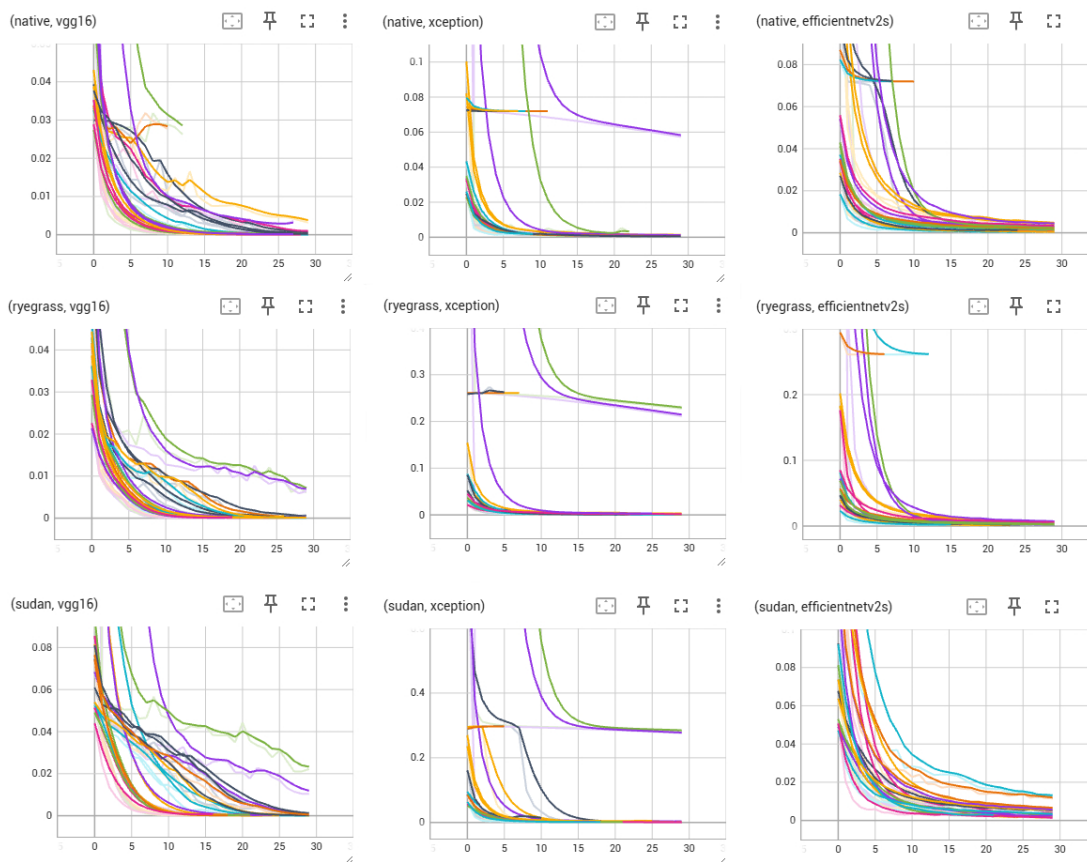 (native, vgg16)
0.04
0.03
0.02
0.01
0
0 5 10 15 20 25 30
(native, xception)
0.1
0.08
0.06
0.04
0.02
0
0 5 10 15 20 25 30
(native, efficientnetv2s)
0.08
0.06
0.04
0.02
0
0 5 10 15 20 25 30
(ryegrass, vgg16)
0.04
0.03
0.02
0.01
0
0 5 10 15 20 25 30
(ryegrass, xception)
0.3
0.2
0.1
0
0 5 10 15 20 25 30
(ryegrass, efficientnetv2s)
0.2
0.1
0
0 5 10 15 20 25 30
(sudan, vgg16)
0.08
0.06
0.04
0.02
0
0 5 10 15 20 25 30
(sudan, xception)
0.4
0.2
0
0 5 10 15 20 25 30
(sudan, efficientnetv2s)
0.08
0.06
0.04
0.02
0
0 5 10 15 20 25 30